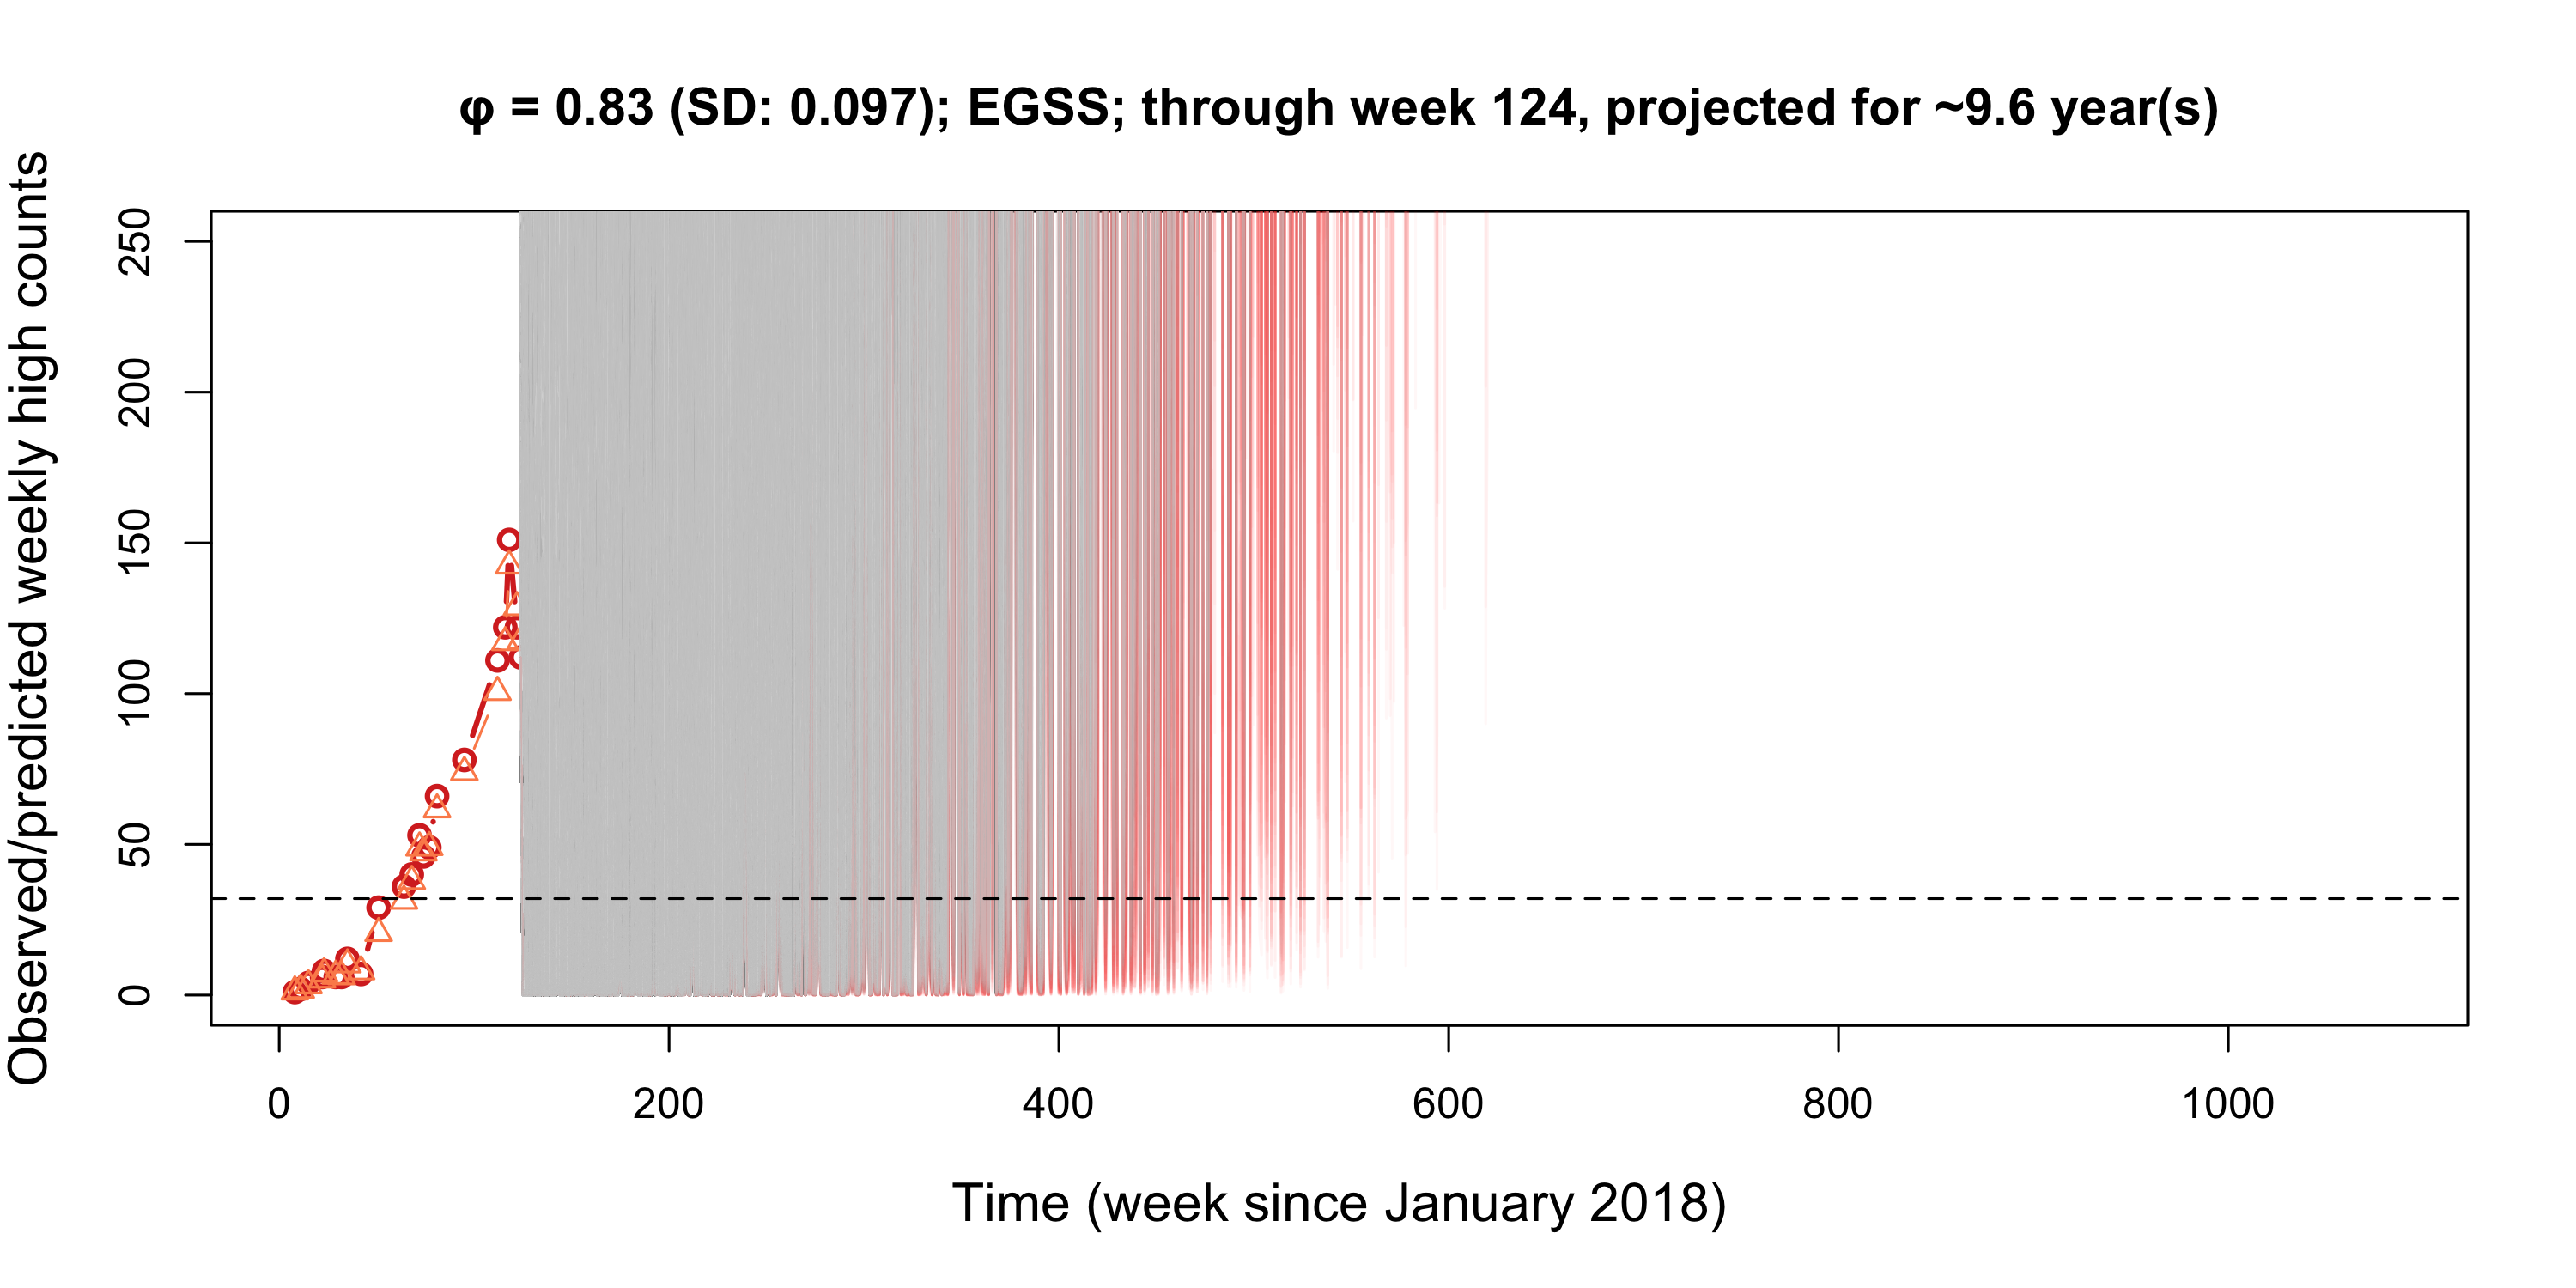 φ = 0.83 (SD: 0.097); EGSS; through week 124, projected for ~9.6 year(s)
Observed/predicted weekly high counts
250
200
150
100
50
0
0 200 400 600 800 1000
Time (week since January 2018)